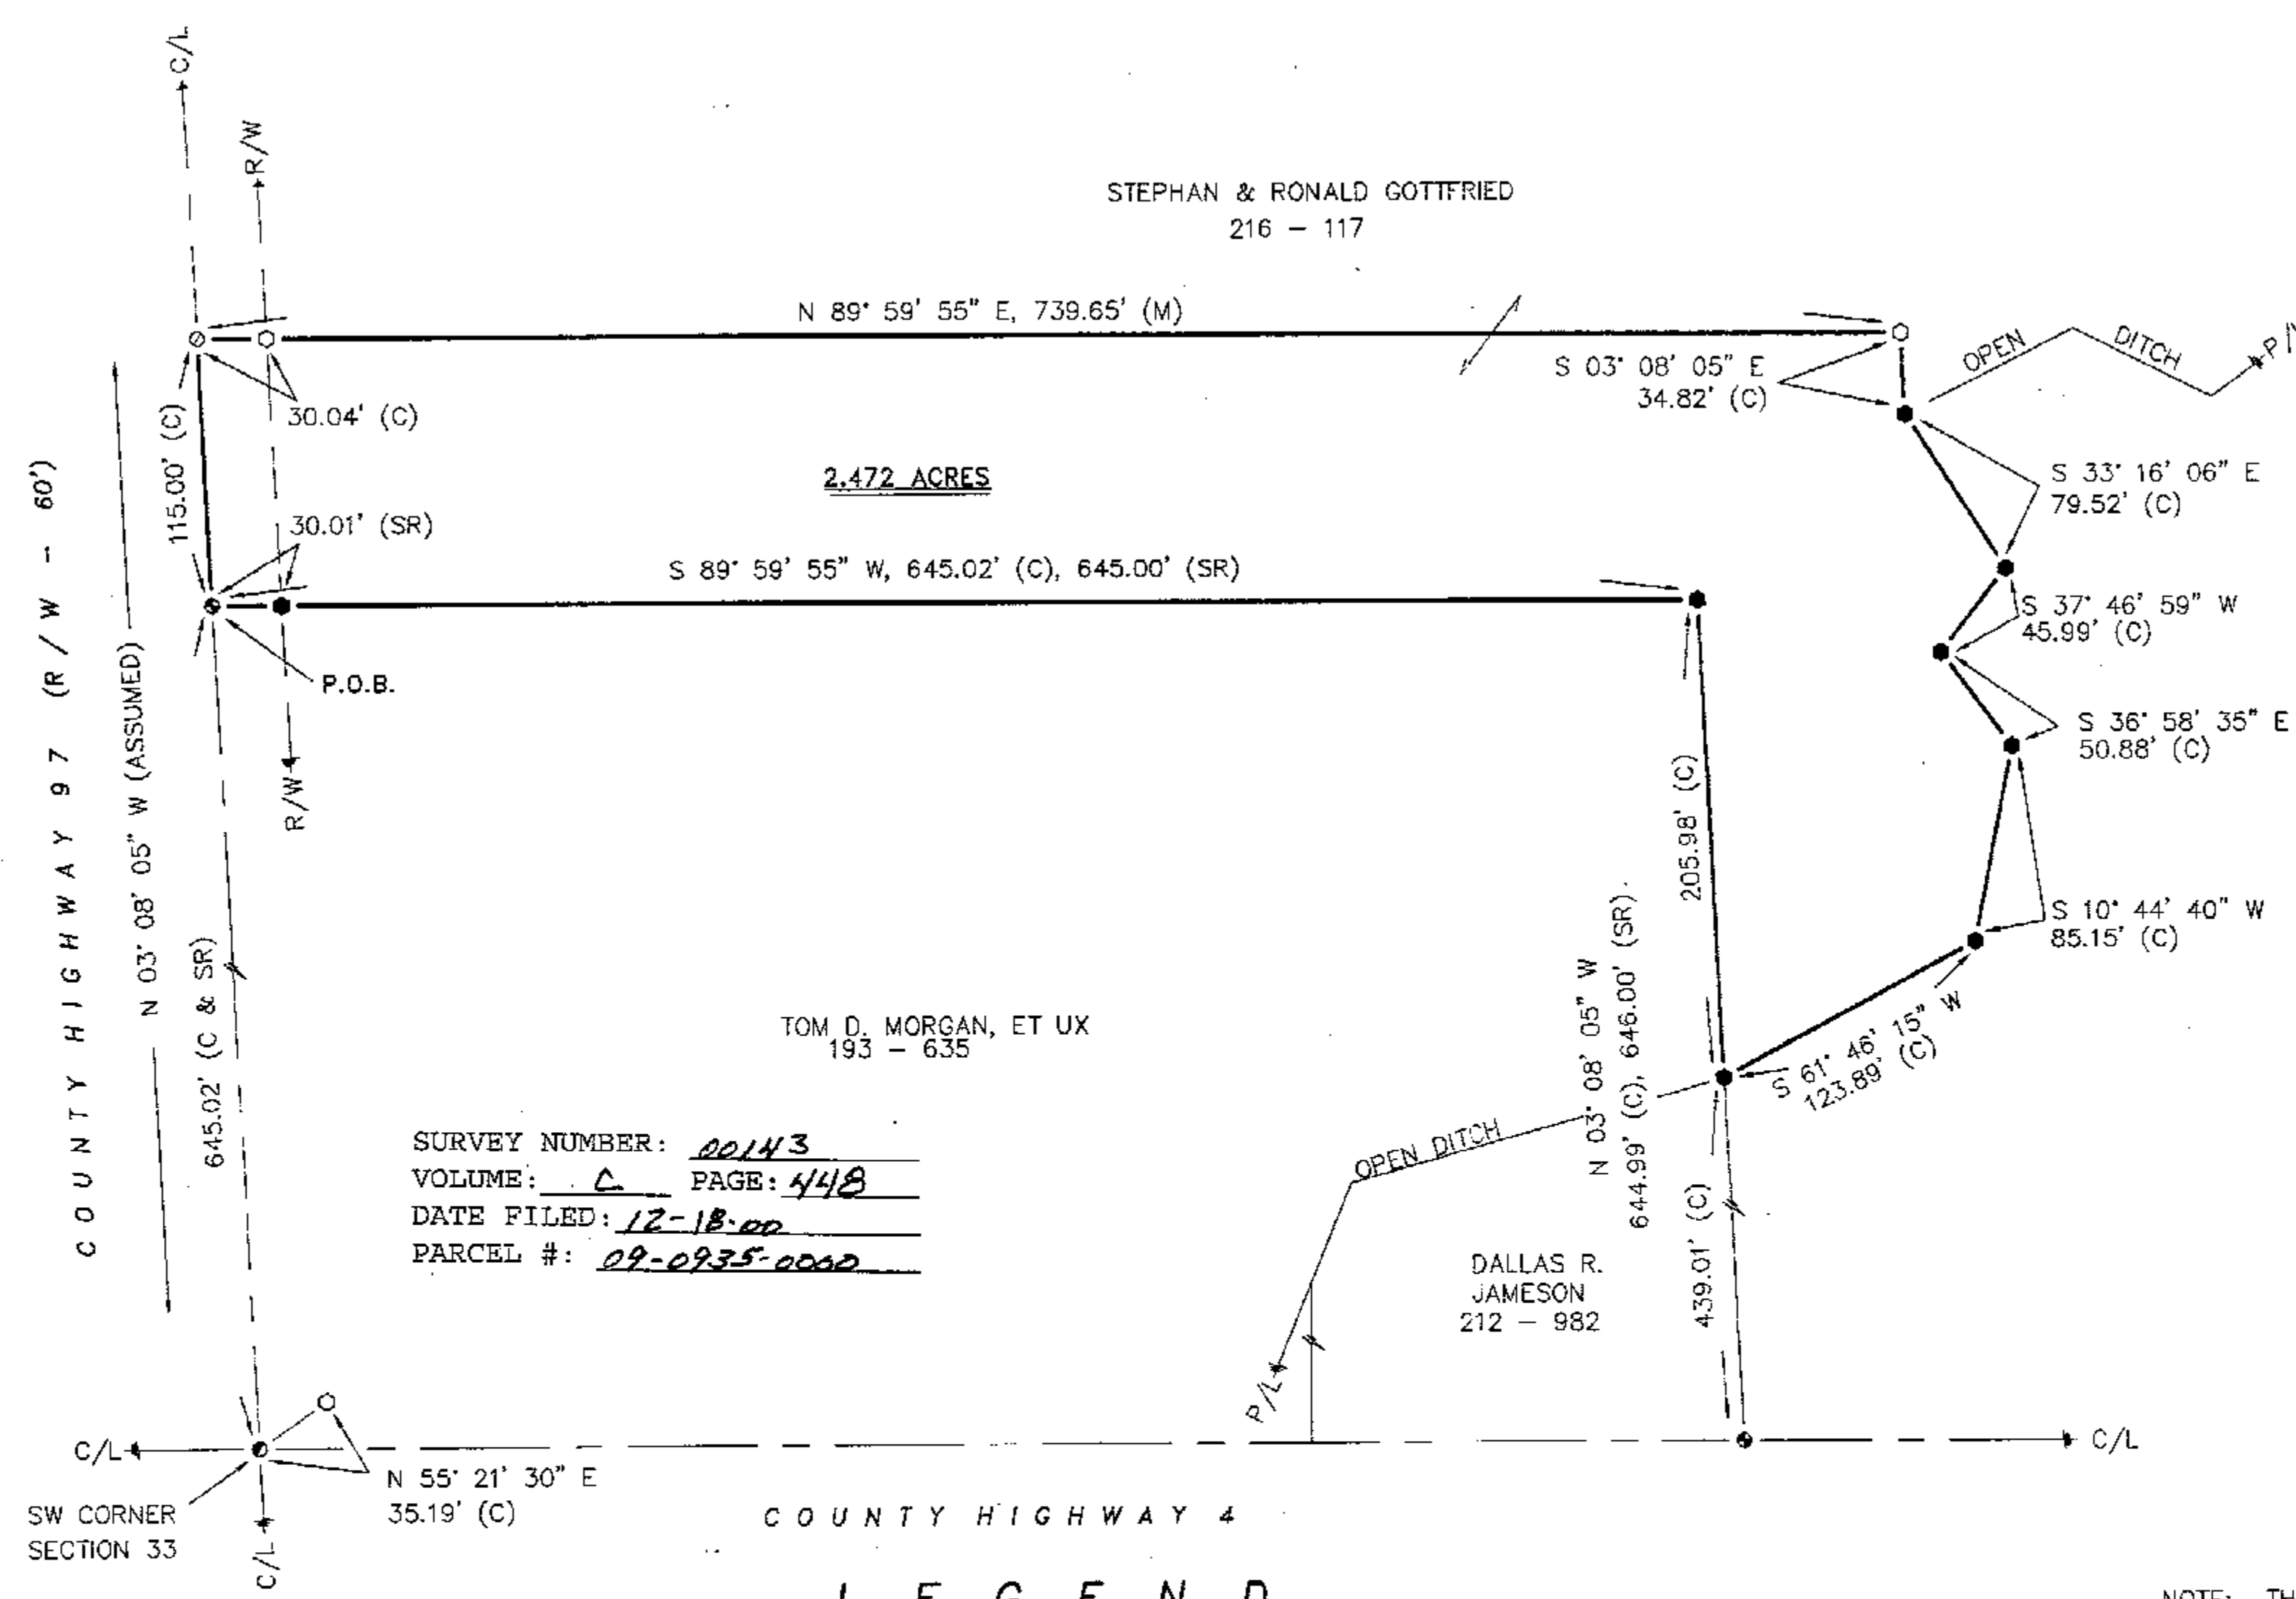 C/L
R/W
STEPHAN & RONALD GOTTFRIED
216 – 117
N 89° 59' 55" E, 739.65' (M)
S 03° 08' 05" E
34.82' (C)
OPEN DITCH
30.04' (C)
115.00' (C)
2.472 ACRES
S 33° 16' 06" E
79.52' (C)
30.01' (SR)
S 89° 59' 55" W, 645.02' (C), 645.00' (SR)
S 37° 46' 59" W
45.99' (C)
P.O.B.
S 36° 58' 35" E
50.88' (C)
R/W
COUNTY HIGHWAY 97 (R/W - 60')
N 03° 08' 05" W (ASSUMED)
645.02' (C & SR)
205.98' (C)
S 10° 44' 40" W
85.15' (C)
TOM D. MORGAN, ET UX
193 – 635
N 03° 08' 05" W
644.99' (C), 646.00' (SR)
S 61° 46' 15" W
123.89' (C)
SURVEY NUMBER: 00143
VOLUME: C PAGE: 448
DATE FILED: 12-18-00
PARCEL #: 09-0935-0000
OPEN DITCH
DALLAS R.
JAMESON
212 – 982
439.01' (C)
P/L
C/L
C/L
N 55° 21' 30" E
35.19' (C)
SW CORNER
SECTION 33
C/L
COUNTY HIGHWAY 4
LEGEND
NOTE: